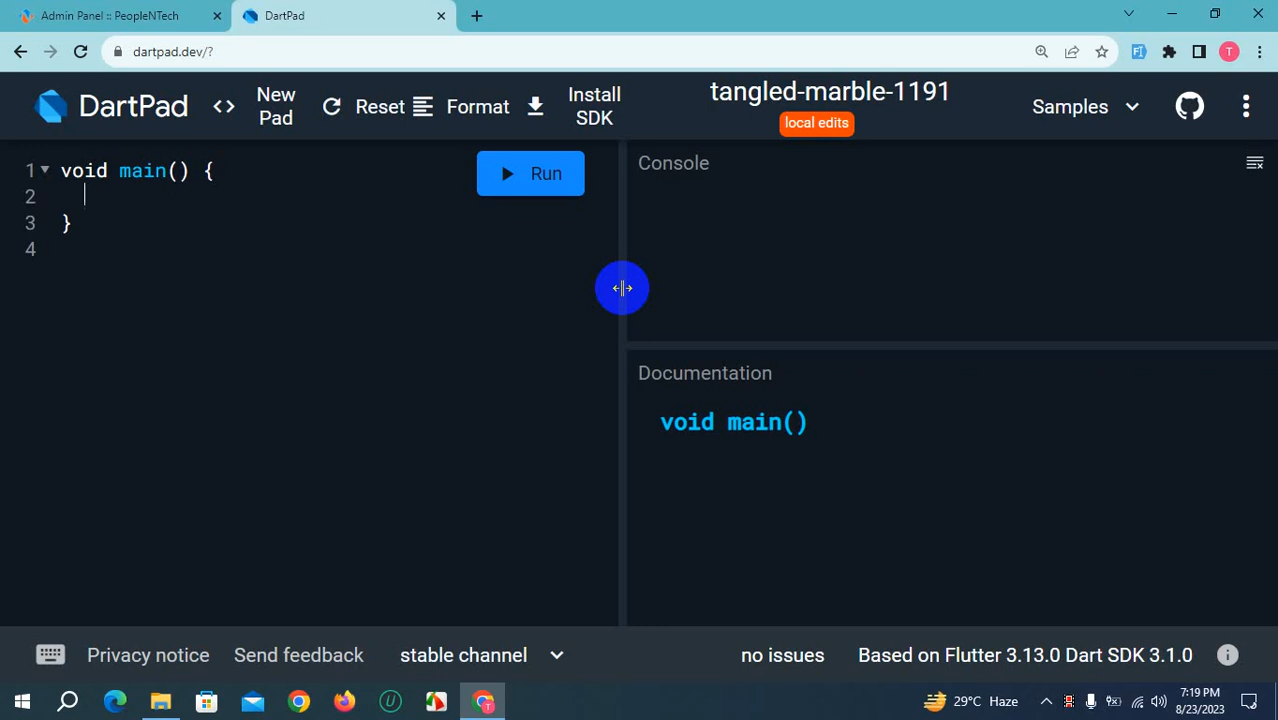 Admin Panel :: PeopleNTech
DartPad
dartpad.dev/?
DartPad
New Pad
Reset
Format
Install SDK
tangled-marble-1191
local edits
Samples
1 void main() {
2
3 }
4
Run
Console
Documentation
void main()
Privacy notice
Send feedback
stable channel
no issues
Based on Flutter 3.13.0 Dart SDK 3.1.0
29°C Haze
7:19 PM
8/23/2023